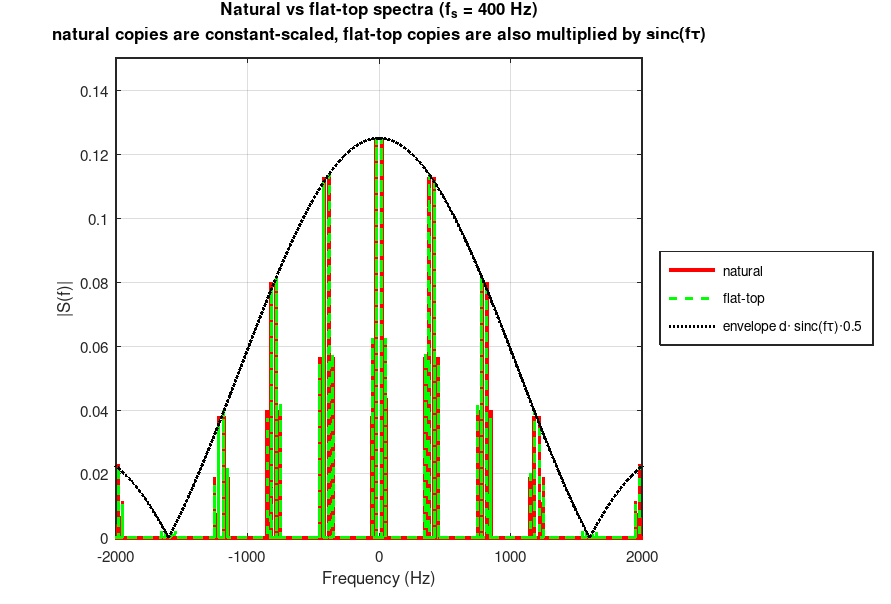 Natural vs flat-top spectra (fs = 400 Hz)
natural copies are constant-scaled, flat-top copies are also multiplied by sinc(fτ)
0.14
0.12
0.1
0.08
0.06
0.04
0.02
0
|S(f)|
-2000
-1000
0
1000
2000
Frequency (Hz)
natural
flat-top
envelope d· sinc(fτ)·0.5